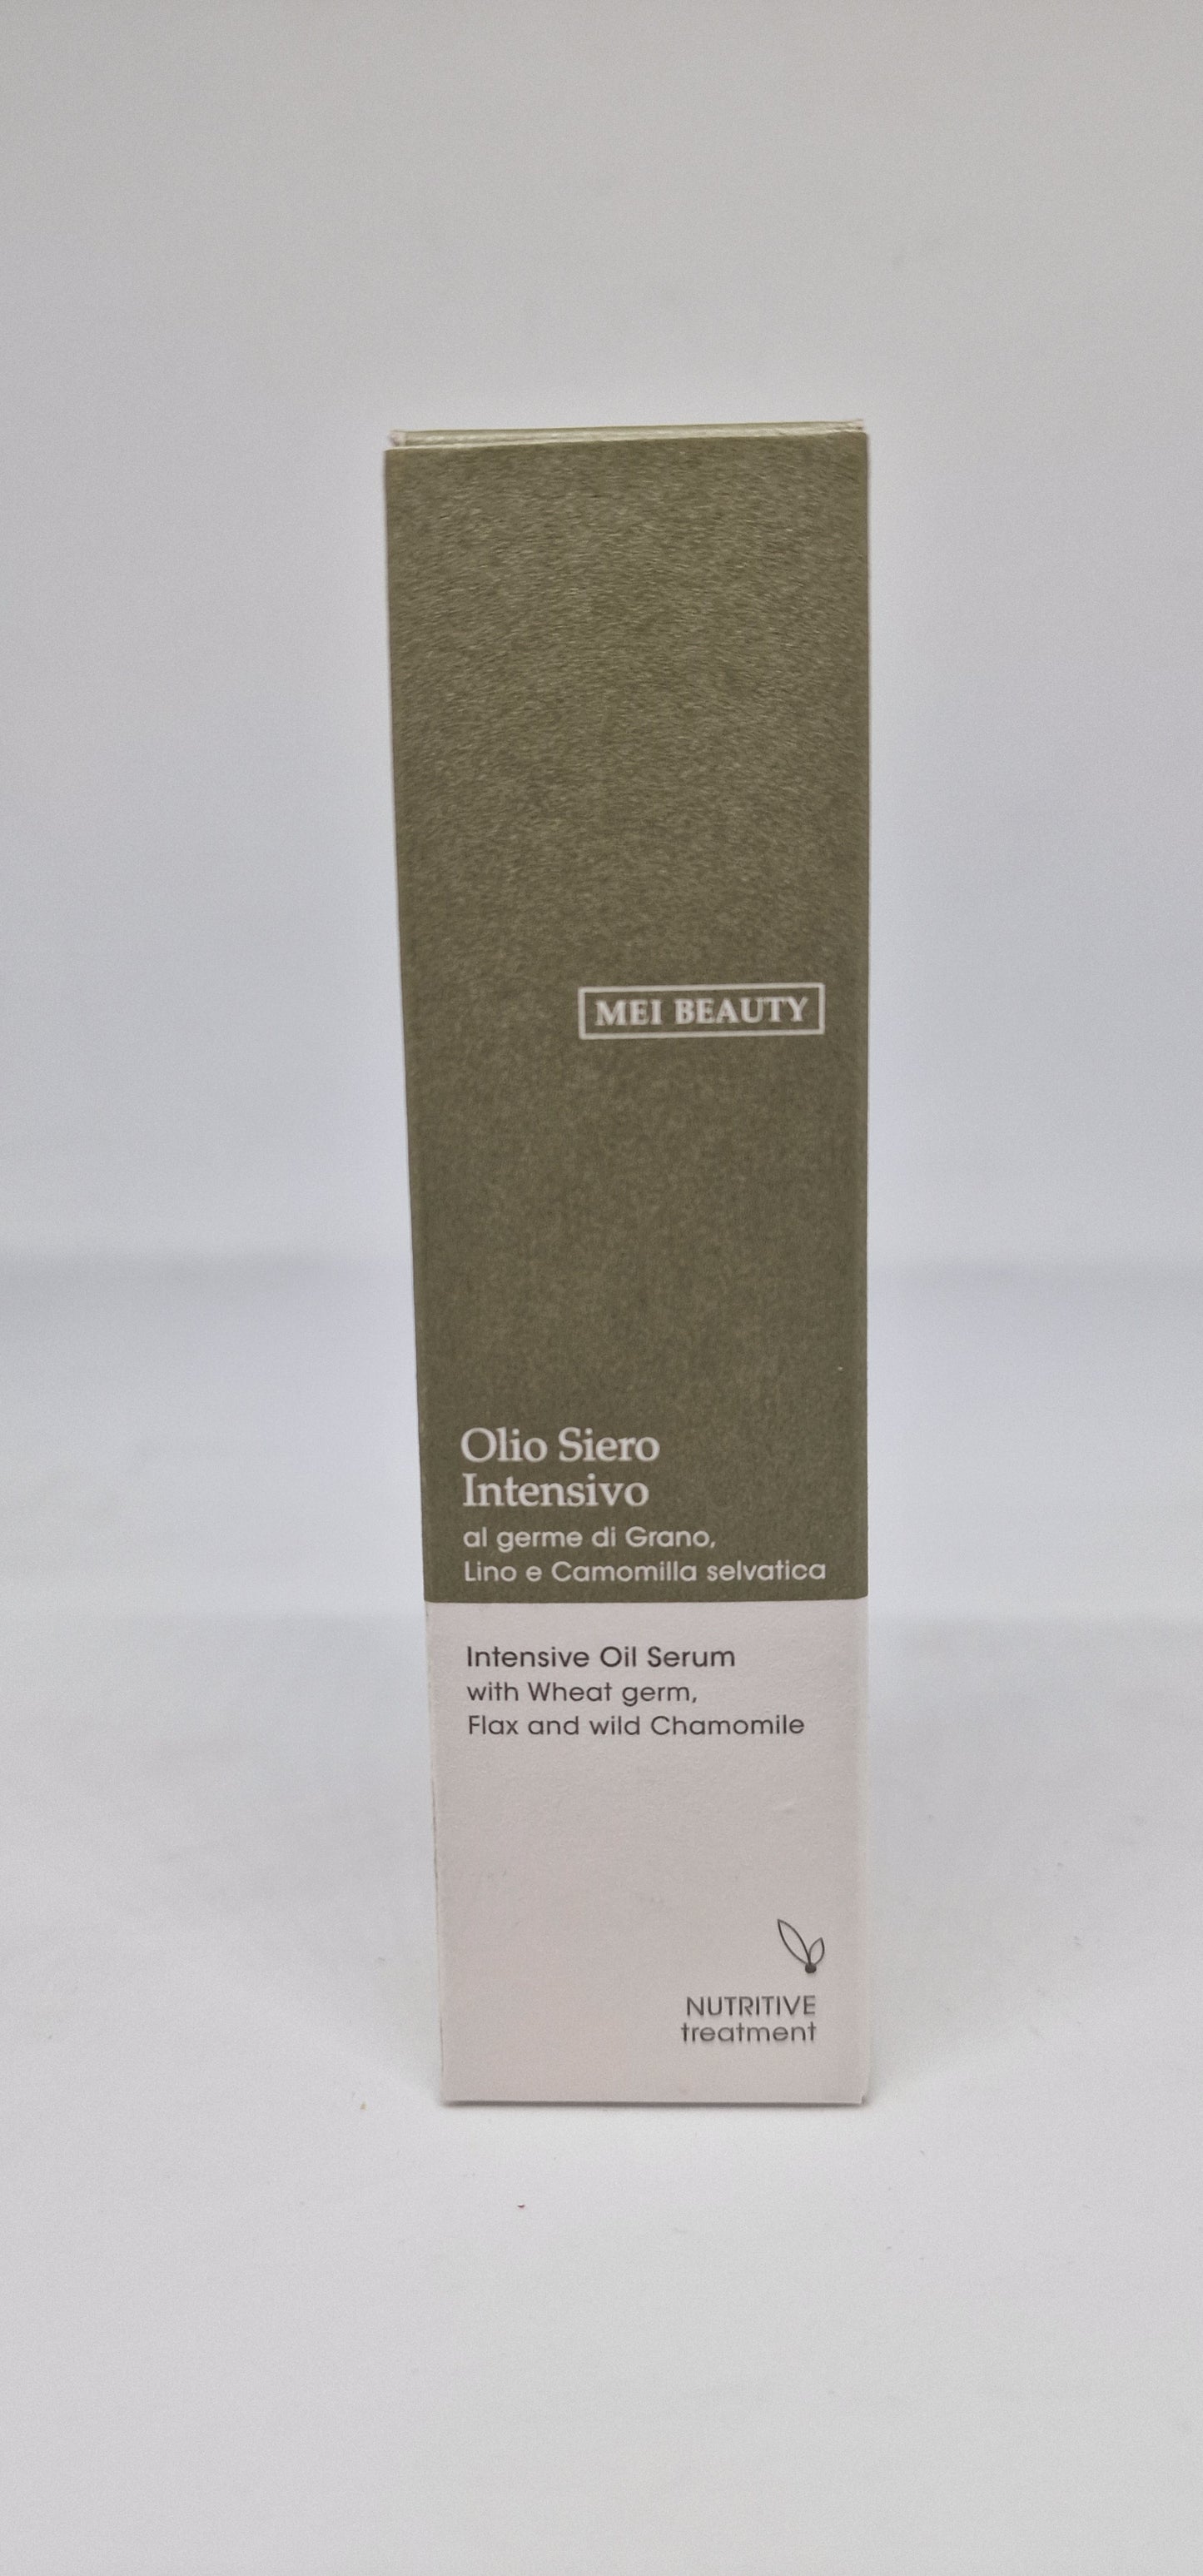 MEI BEAUTY
Olio Siero
Intensivo
al germe di Grano,
Lino e Camomilla selvatica
Intensive Oil Serum
with Wheat germ,
Flax and wild Chamomile
NUTRITIVE
treatment